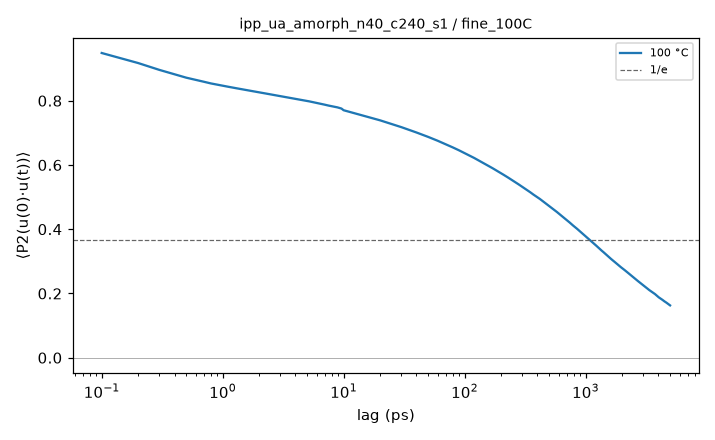 ipp_ua_amorph_n40_c240_s1 / fine_100C
100 °C
1/e
⟨P2(u(0)·u(t))⟩
0.8
0.6
0.4
0.2
0.0
10⁻¹ 10⁰ 10¹ 10² 10³
lag (ps)